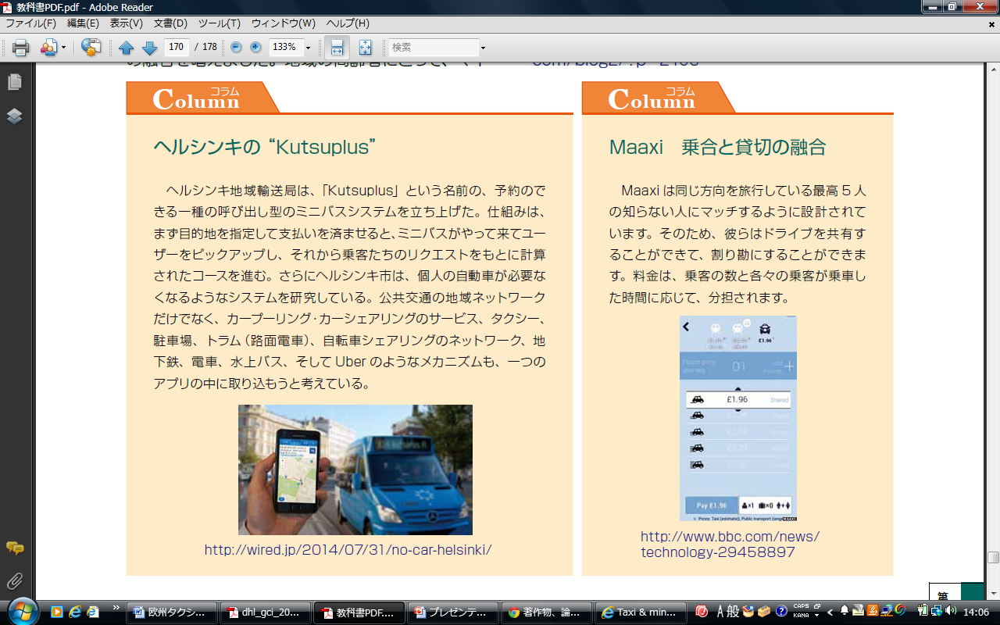 教科書PDF.pdf - Adobe Reader
ファイル(F) 編集(E) 表示(V) 文書(D) ツール(T) ウィンドウ(W) ヘルプ(H)
170 / 178 133% 検索
コラム
Column
ヘルシンキの “Kutsuplus”
ヘルシンキ地域輸送局は、「Kutsuplus」という名前の、予約ので
きる一種の呼び出し型のミニバスシステムを立ち上げた。仕組みは、
まず目的地を指定して支払いを済ませると、ミニバスがやって来てユー
ザーをピックアップし、それから乗客たちのリクエストをもとに計算
されたコースを進む。さらにヘルシンキ市は、個人の自動車が必要な
くなるようなシステムを研究している。公共交通の地域ネットワーク
だけでなく、カープーリング・カーシェアリングのサービス、タクシー、
駐車場、トラム（路面電車）、自転車シェアリングのネットワーク、地
下鉄、電車、水上バス、そして Uber のようなメカニズムも、一つの
アプリの中に取り込もうと考えている。
http://wired.jp/2014/07/31/no-car-helsinki/
コラム
Column
Maaxi　乗合と貸切の融合
Maaxi は同じ方向を旅行している最高 5 人
の知らない人にマッチするように設計されて
います。そのため、彼らはドライブを共有す
ることができて、割り勘にすることができま
す。料金は、乗客の数と各々の乗客が乗車し
た時間に応じて、分担されます。
£1.96
People going
your way 01 Add
£1.96 Shared
Pay £1.96 x1 x0
Prices: Taxi (estimate), Public transport
http://www.bbc.com/news/
technology-29458897
第
欧州タクシ... dhl_gci_20... 教科書PDF.... プレゼンテ... 著作物、論... Taxi & min... A 般 CAPS KANA 14:06